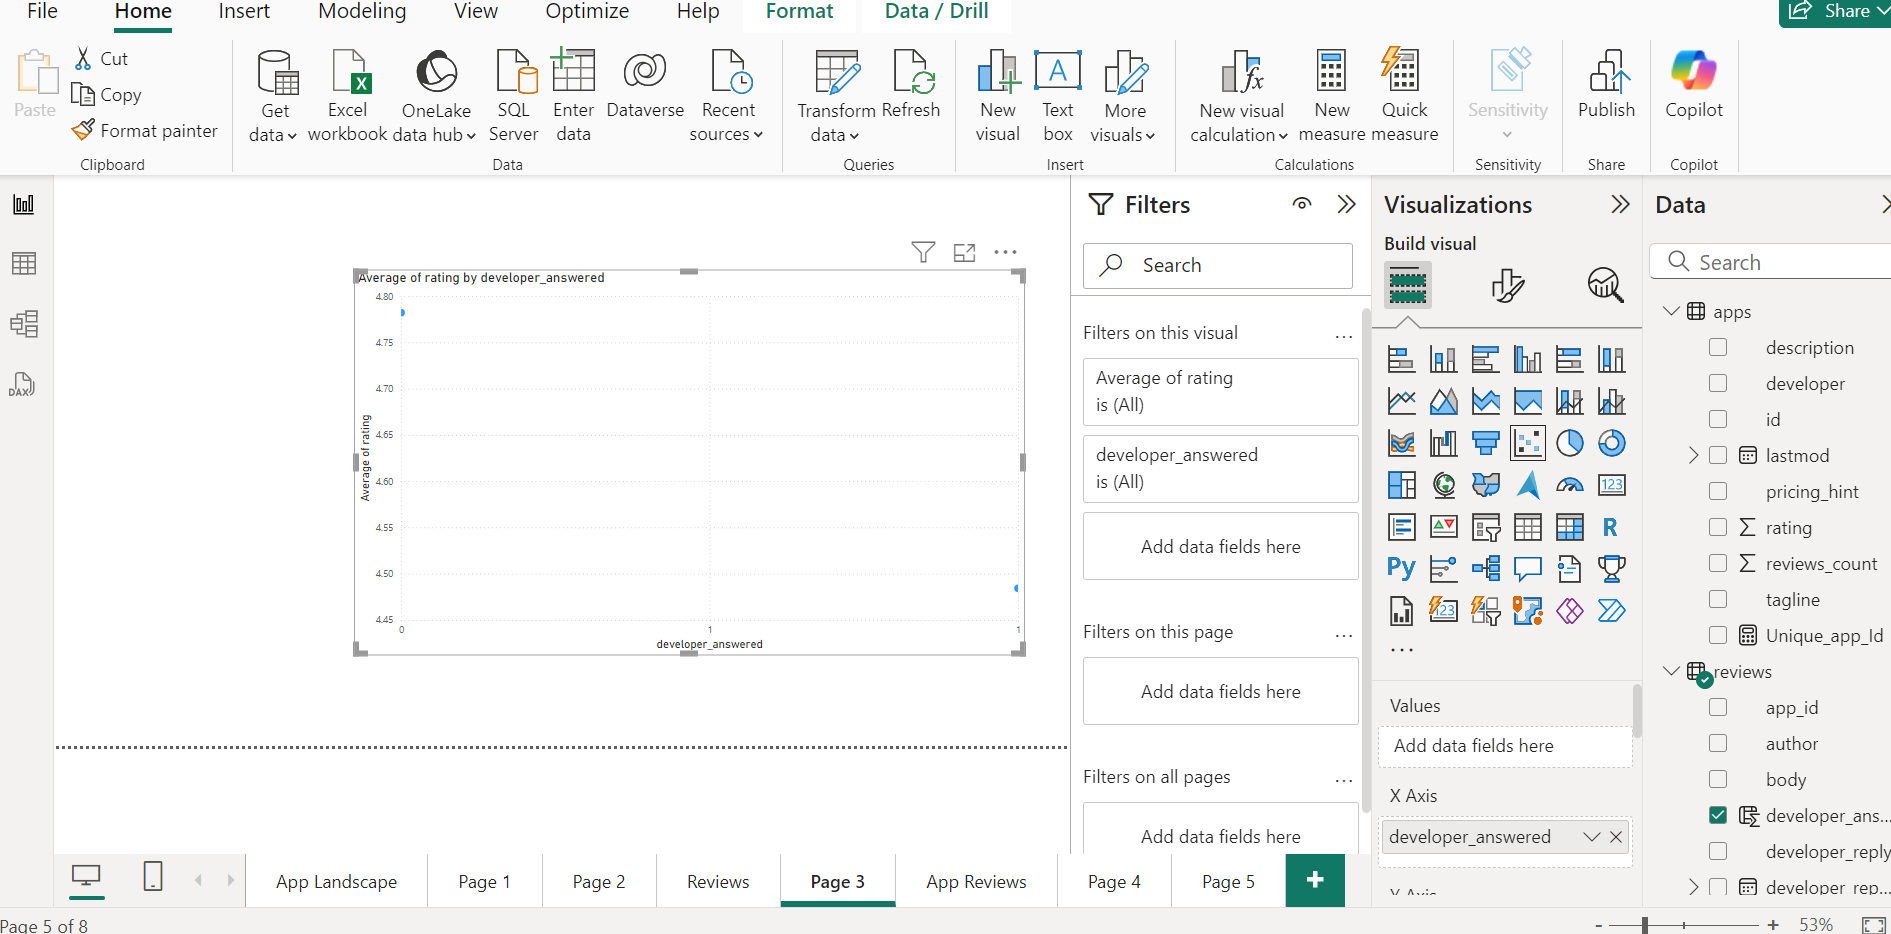 File Home Insert Modeling View Optimize Help Format Data / Drill Share
Paste
Cut
Copy
Format painter
Clipboard
Get data
Excel workbook
OneLake data hub
SQL Server
Enter data
Dataverse
Recent sources
Data
Transform data
Refresh
Queries
New visual
Text box
More visuals
Insert
New visual calculation
New measure
Quick measure
Calculations
Sensitivity
Sensitivity
Publish
Share
Copilot
Copilot
Average of rating by developer_answered
Average of rating
4.80
4.75
4.70
4.65
4.60
4.55
4.50
4.45
0 1 1
developer_answered
Filters
Search
Filters on this visual ...
Average of rating
is (All)
developer_answered
is (All)
Add data fields here
Filters on this page ...
Add data fields here
Filters on all pages ...
Add data fields here
Visualizations
Build visual
123
R
Py
123
...
Values
Add data fields here
X Axis
developer_answered
Y Axis
Data
Search
apps
description
developer
id
lastmod
pricing_hint
rating
reviews_count
tagline
Unique_app_Id
reviews
app_id
author
body
developer_ans...
developer_reply
developer_rep...
DAX
App Landscape Page 1 Page 2 Reviews Page 3 App Reviews Page 4 Page 5 +
Page 5 of 8
- + 53%